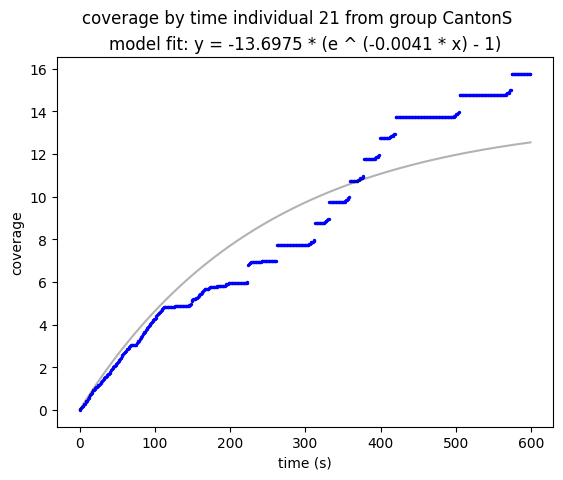 coverage by time individual 21 from group CantonS
model fit: y = -13.6975 * (e ^ (-0.0041 * x) - 1)
coverage
16
14
12
10
8
6
4
2
0
0 100 200 300 400 500 600
time (s)